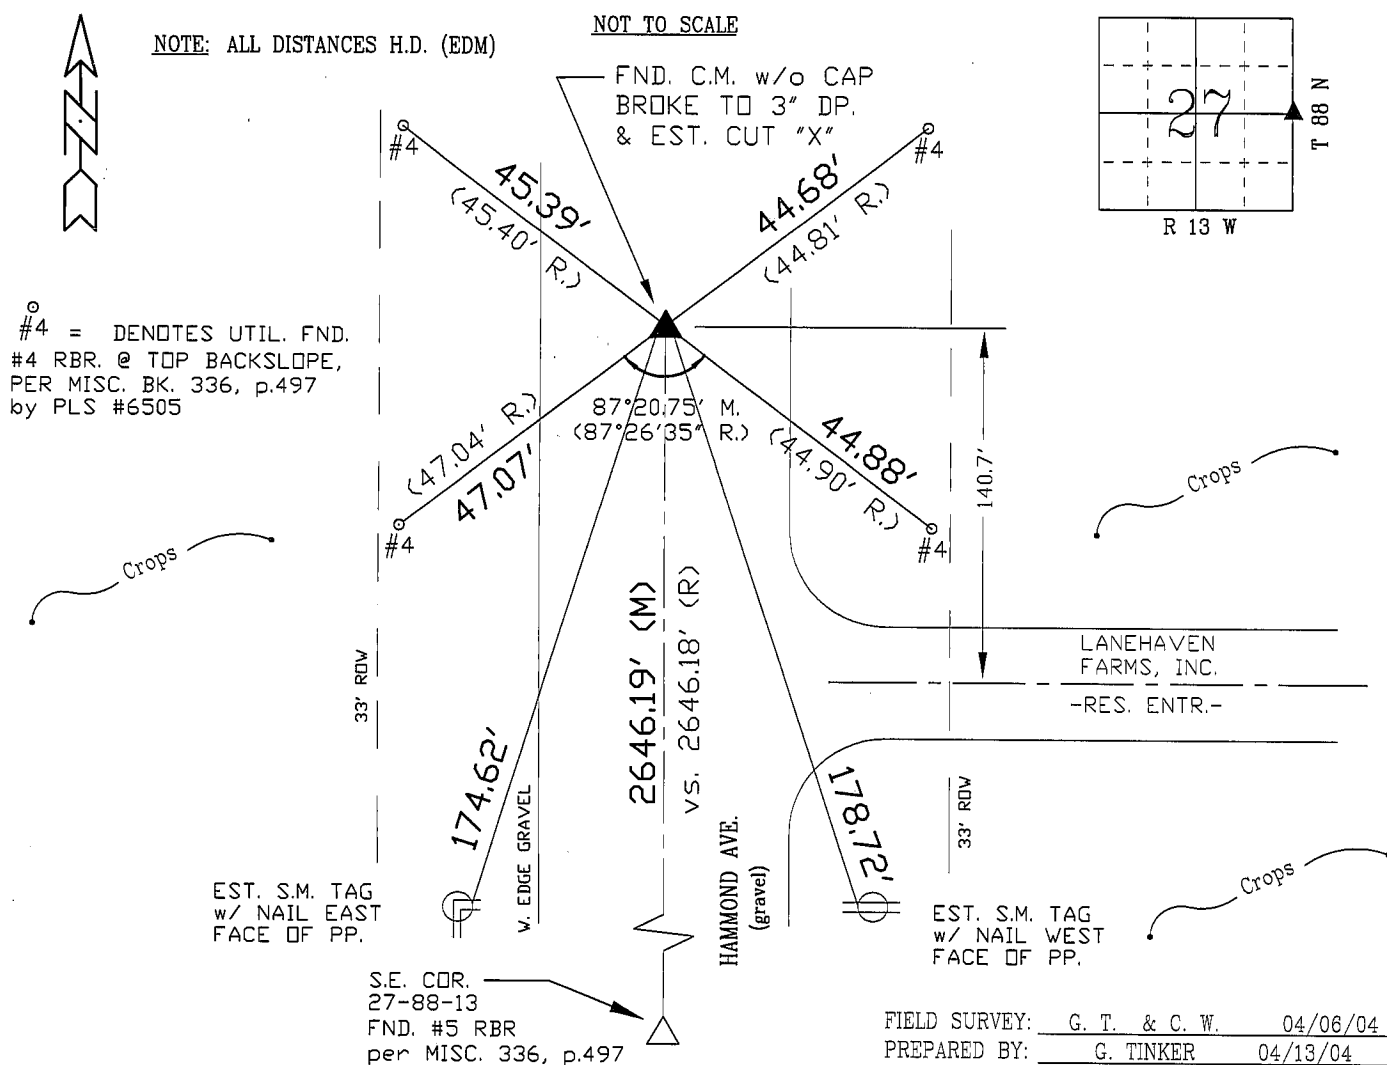 NOT TO SCALE
NOTE: ALL DISTANCES H.D. (EDM)
N
FND. C.M. w/o CAP
BROKE TO 3" DP.
& EST. CUT "X"
27
T 88 N
R 13 W
#4
#4
45.39'
(45.40' R.)
44.68'
(44.81' R.)
#4 = DENOTES UTIL. FND.
#4 RBR. @ TOP BACKSLOPE,
PER MISC. BK. 336, p.497
by PLS #6505
87°20.75' M.
(87°26'35" R.)
(47.04' R.)
47.07'
44.88'
(44.90' R.)
140.7'
#4
#4
Crops
Crops
2646.19' (M)
vs. 2646.18' (R)
LANEHAVEN
FARMS, INC.
-RES. ENTR.-
33' ROW
33' ROW
174.62'
178.72'
W. EDGE GRAVEL
HAMMOND AVE.
(gravel)
Crops
EST. S.M. TAG
w/ NAIL EAST
FACE OF PP.
EST. S.M. TAG
w/ NAIL WEST
FACE OF PP.
S.E. COR.
27-88-13
FND. #5 RBR
per MISC. 336, p.497
FIELD SURVEY: G. T. & C. W. 04/06/04
PREPARED BY: G. TINKER 04/13/04